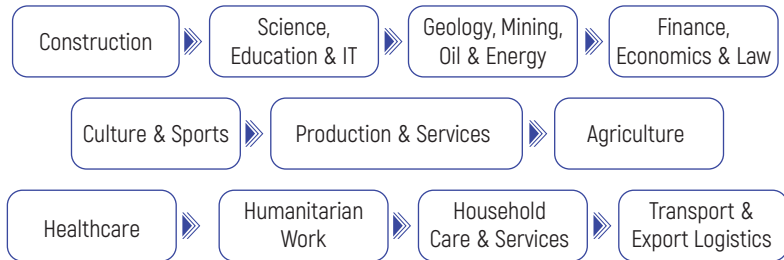 Construction
Science,
Education & IT
Geology, Mining,
Oil & Energy
Finance,
Economics & Law
Culture & Sports
Production & Services
Agriculture
Healthcare
Humanitarian
Work
Household
Care & Services
Transport &
Export Logistics